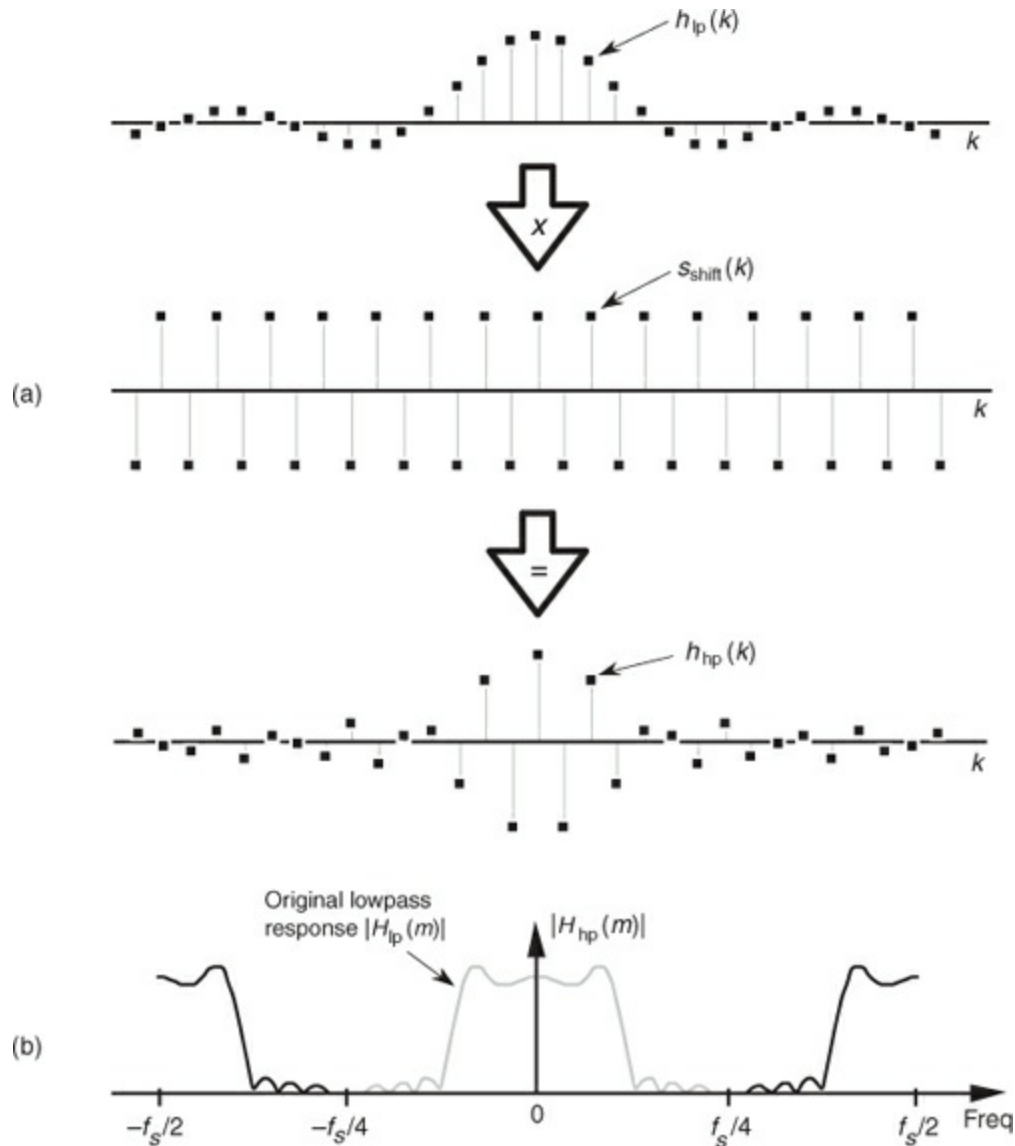 h_lp(k)
k
x
s_shift(k)
(a)
k
=
h_hp(k)
k
Original lowpass
response |H_lp(m)|
|H_hp(m)|
(b)
–f_s/2
–f_s/4
0
f_s/4
f_s/2
Freq